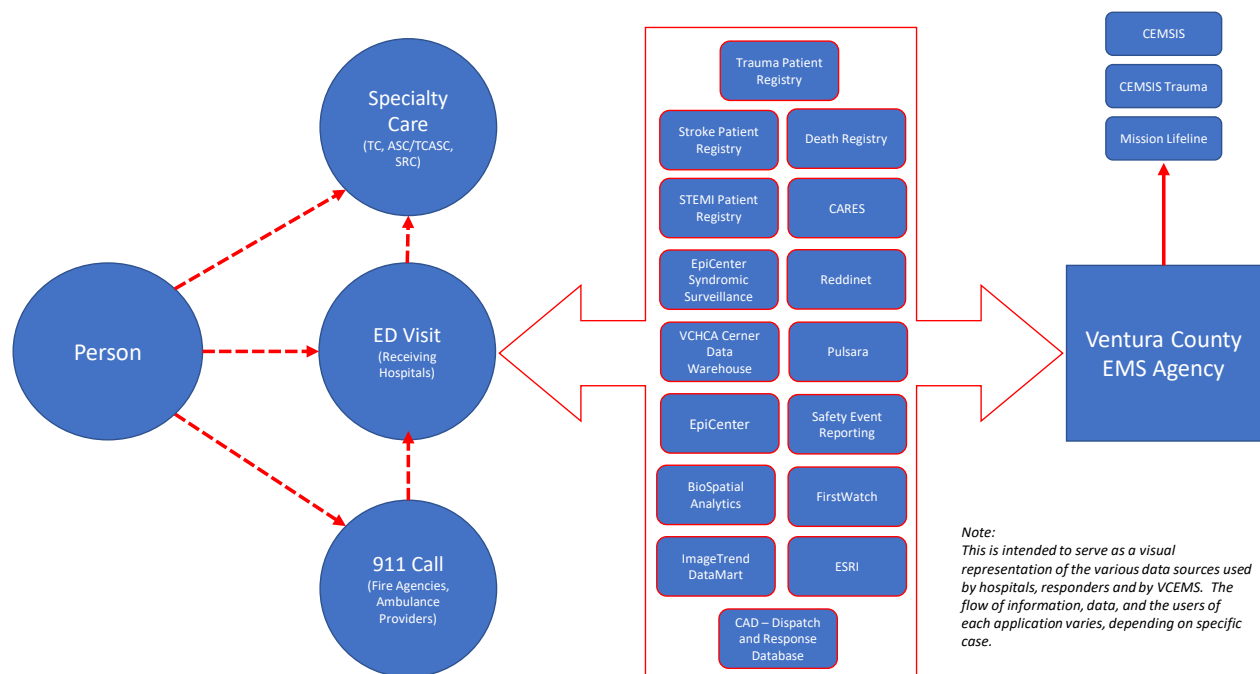 Specialty
Care
(TC, ASC/TCASC,
SRC)
Person
ED Visit
(Receiving
Hospitals)
911 Call
(Fire Agencies,
Ambulance
Providers)
Trauma Patient
Registry
Stroke Patient
Registry
Death Registry
STEMI Patient
Registry
CARES
EpiCenter
Syndromic
Surveillance
Reddinet
VCHCA Cerner
Data
Warehouse
Pulsara
EpiCenter
Safety Event
Reporting
BioSpatial
Analytics
FirstWatch
ImageTrend
DataMart
ESRI
CAD – Dispatch
and Response
Database
CEMSIS
CEMSIS Trauma
Mission Lifeline
Ventura County
EMS Agency
Note:
This is intended to serve as a visual
representation of the various data sources used
by hospitals, responders and by VCEMS. The
flow of information, data, and the users of
each application varies, depending on specific
case.